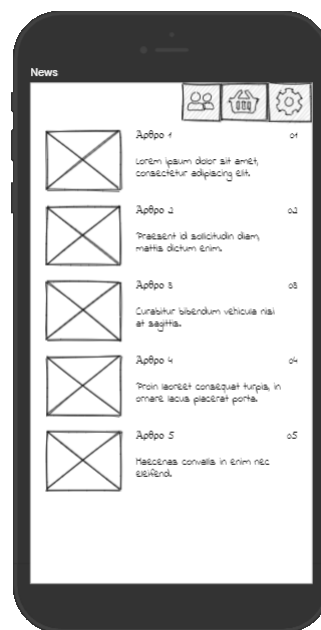 News
Άρθρο 1 01
Lorem ipsum dolor sit amet,
consectetur adipiscing elit.
Άρθρο 2 02
Praesent id sollicitudin diam,
mattis dictum enim.
Άρθρο 3 03
Curabitur bibendum vehicula nisi
at sagittis.
Άρθρο 4 04
Proin laoreet consequat turpis, in
ornare lacus placerat porta.
Άρθρο 5 05
Maecenas convallis in enim nec
eleifend.